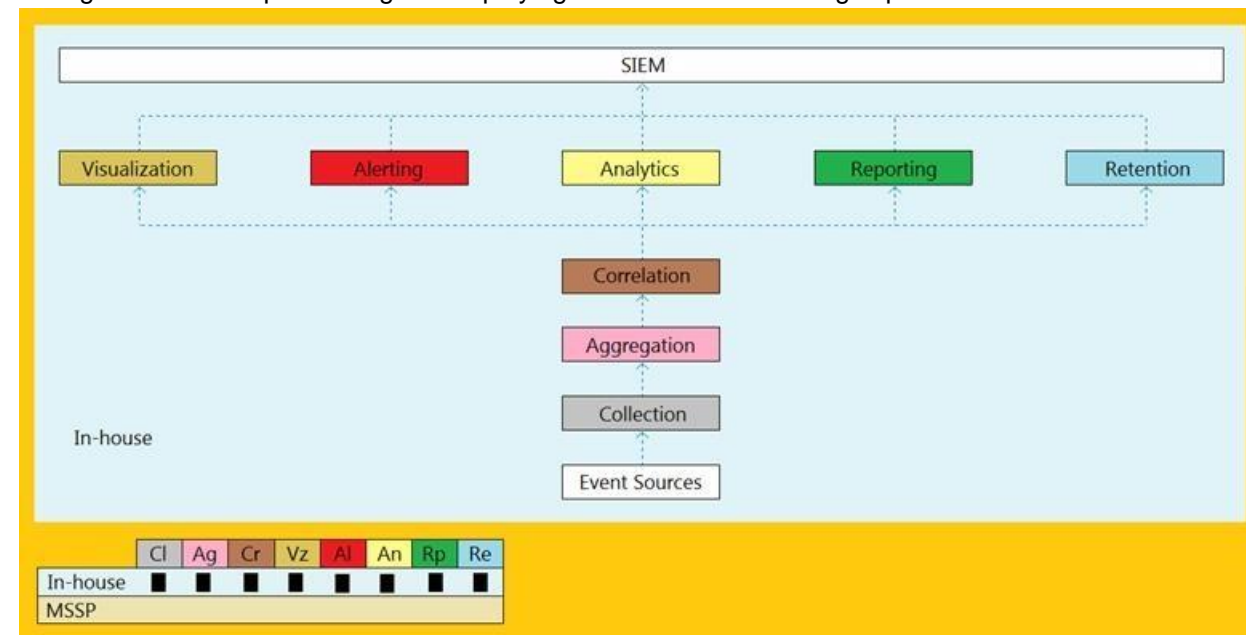 SIEM
Visualization Alerting Analytics Reporting Retention
Correlation
Aggregation
Collection
In-house
Event Sources
Cl Ag Cr Vz Al An Rp Re
In-house
MSSP